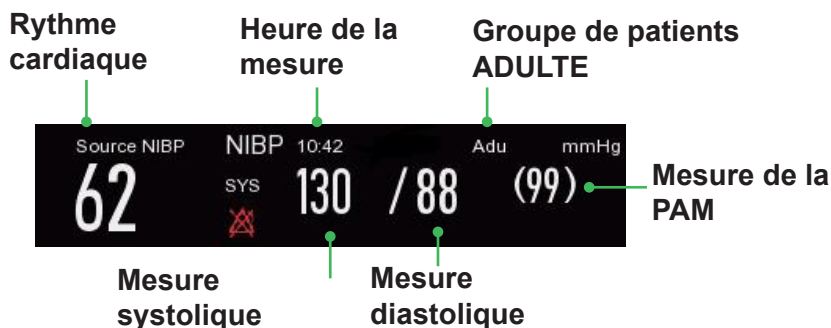 Rythme
cardiaque
Heure de la
mesure
Groupe de patients
ADULTE
Source NIBP
NIBP 10:42
Adu
mmHg
62
SYS
130
/ 88
(99)
Mesure de la
PAM
Mesure
systolique
Mesure
diastolique